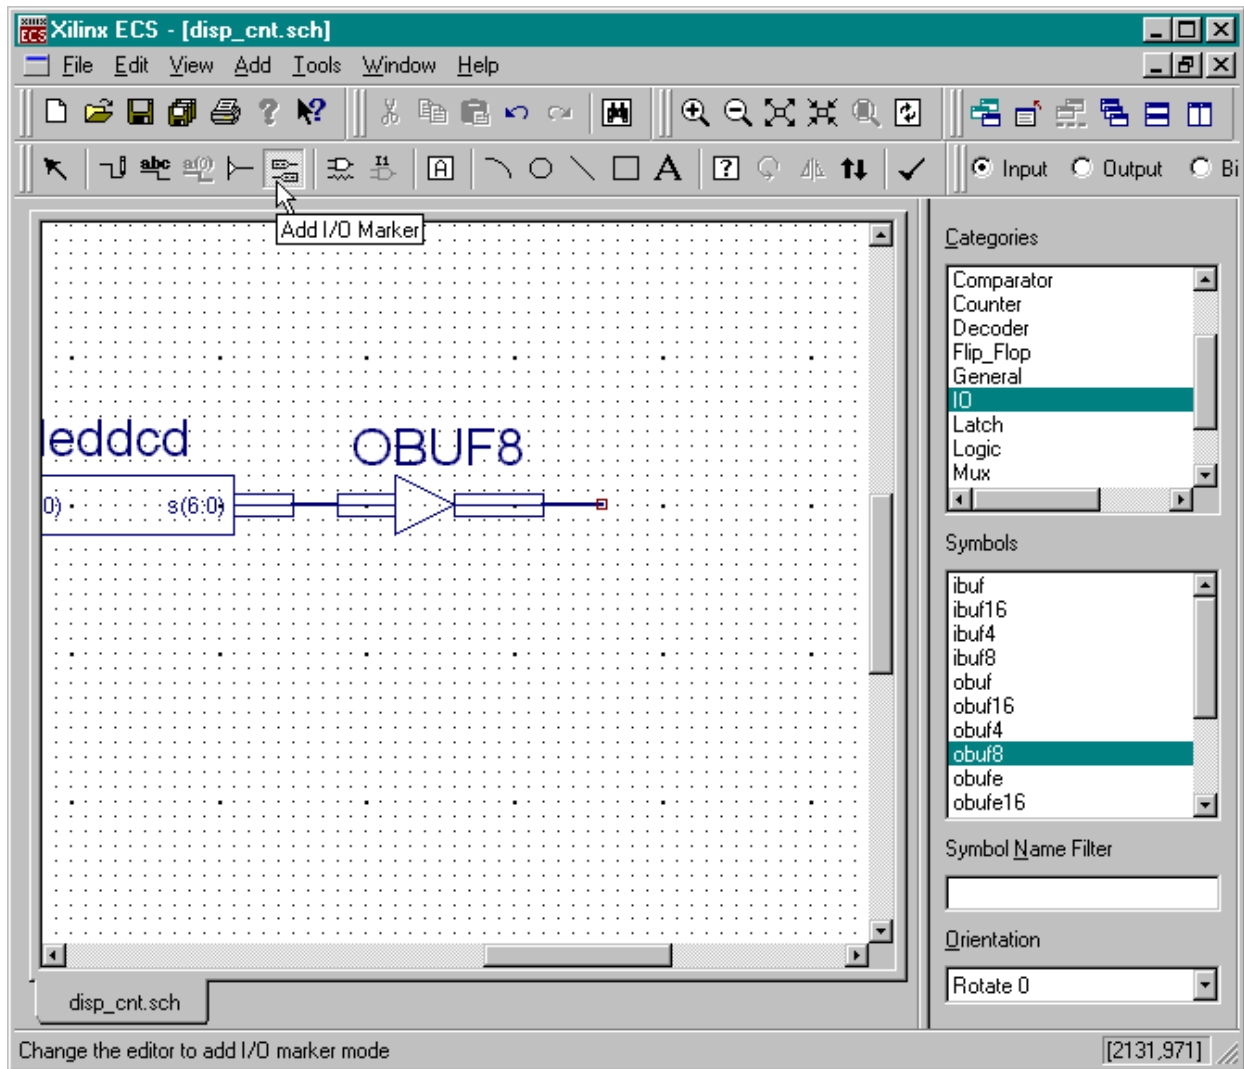 XILINX ECS Xilinx ECS - [disp_cnt.sch]
File Edit View Add Tools Window Help
abc A A ? Input Output Bi
Add I/O Marker
Categories
Comparator
Counter
Decoder
Flip_Flop
General
IO
Latch
Logic
Mux
leddcd OBUF8
0) s(6:0)
Symbols
ibuf
ibuf16
ibuf4
ibuf8
obuf
obuf16
obuf4
obuf8
obufe
obufe16
Symbol Name Filter
Orientation
Rotate 0
disp_cnt.sch
Change the editor to add I/O marker mode [2131,971]